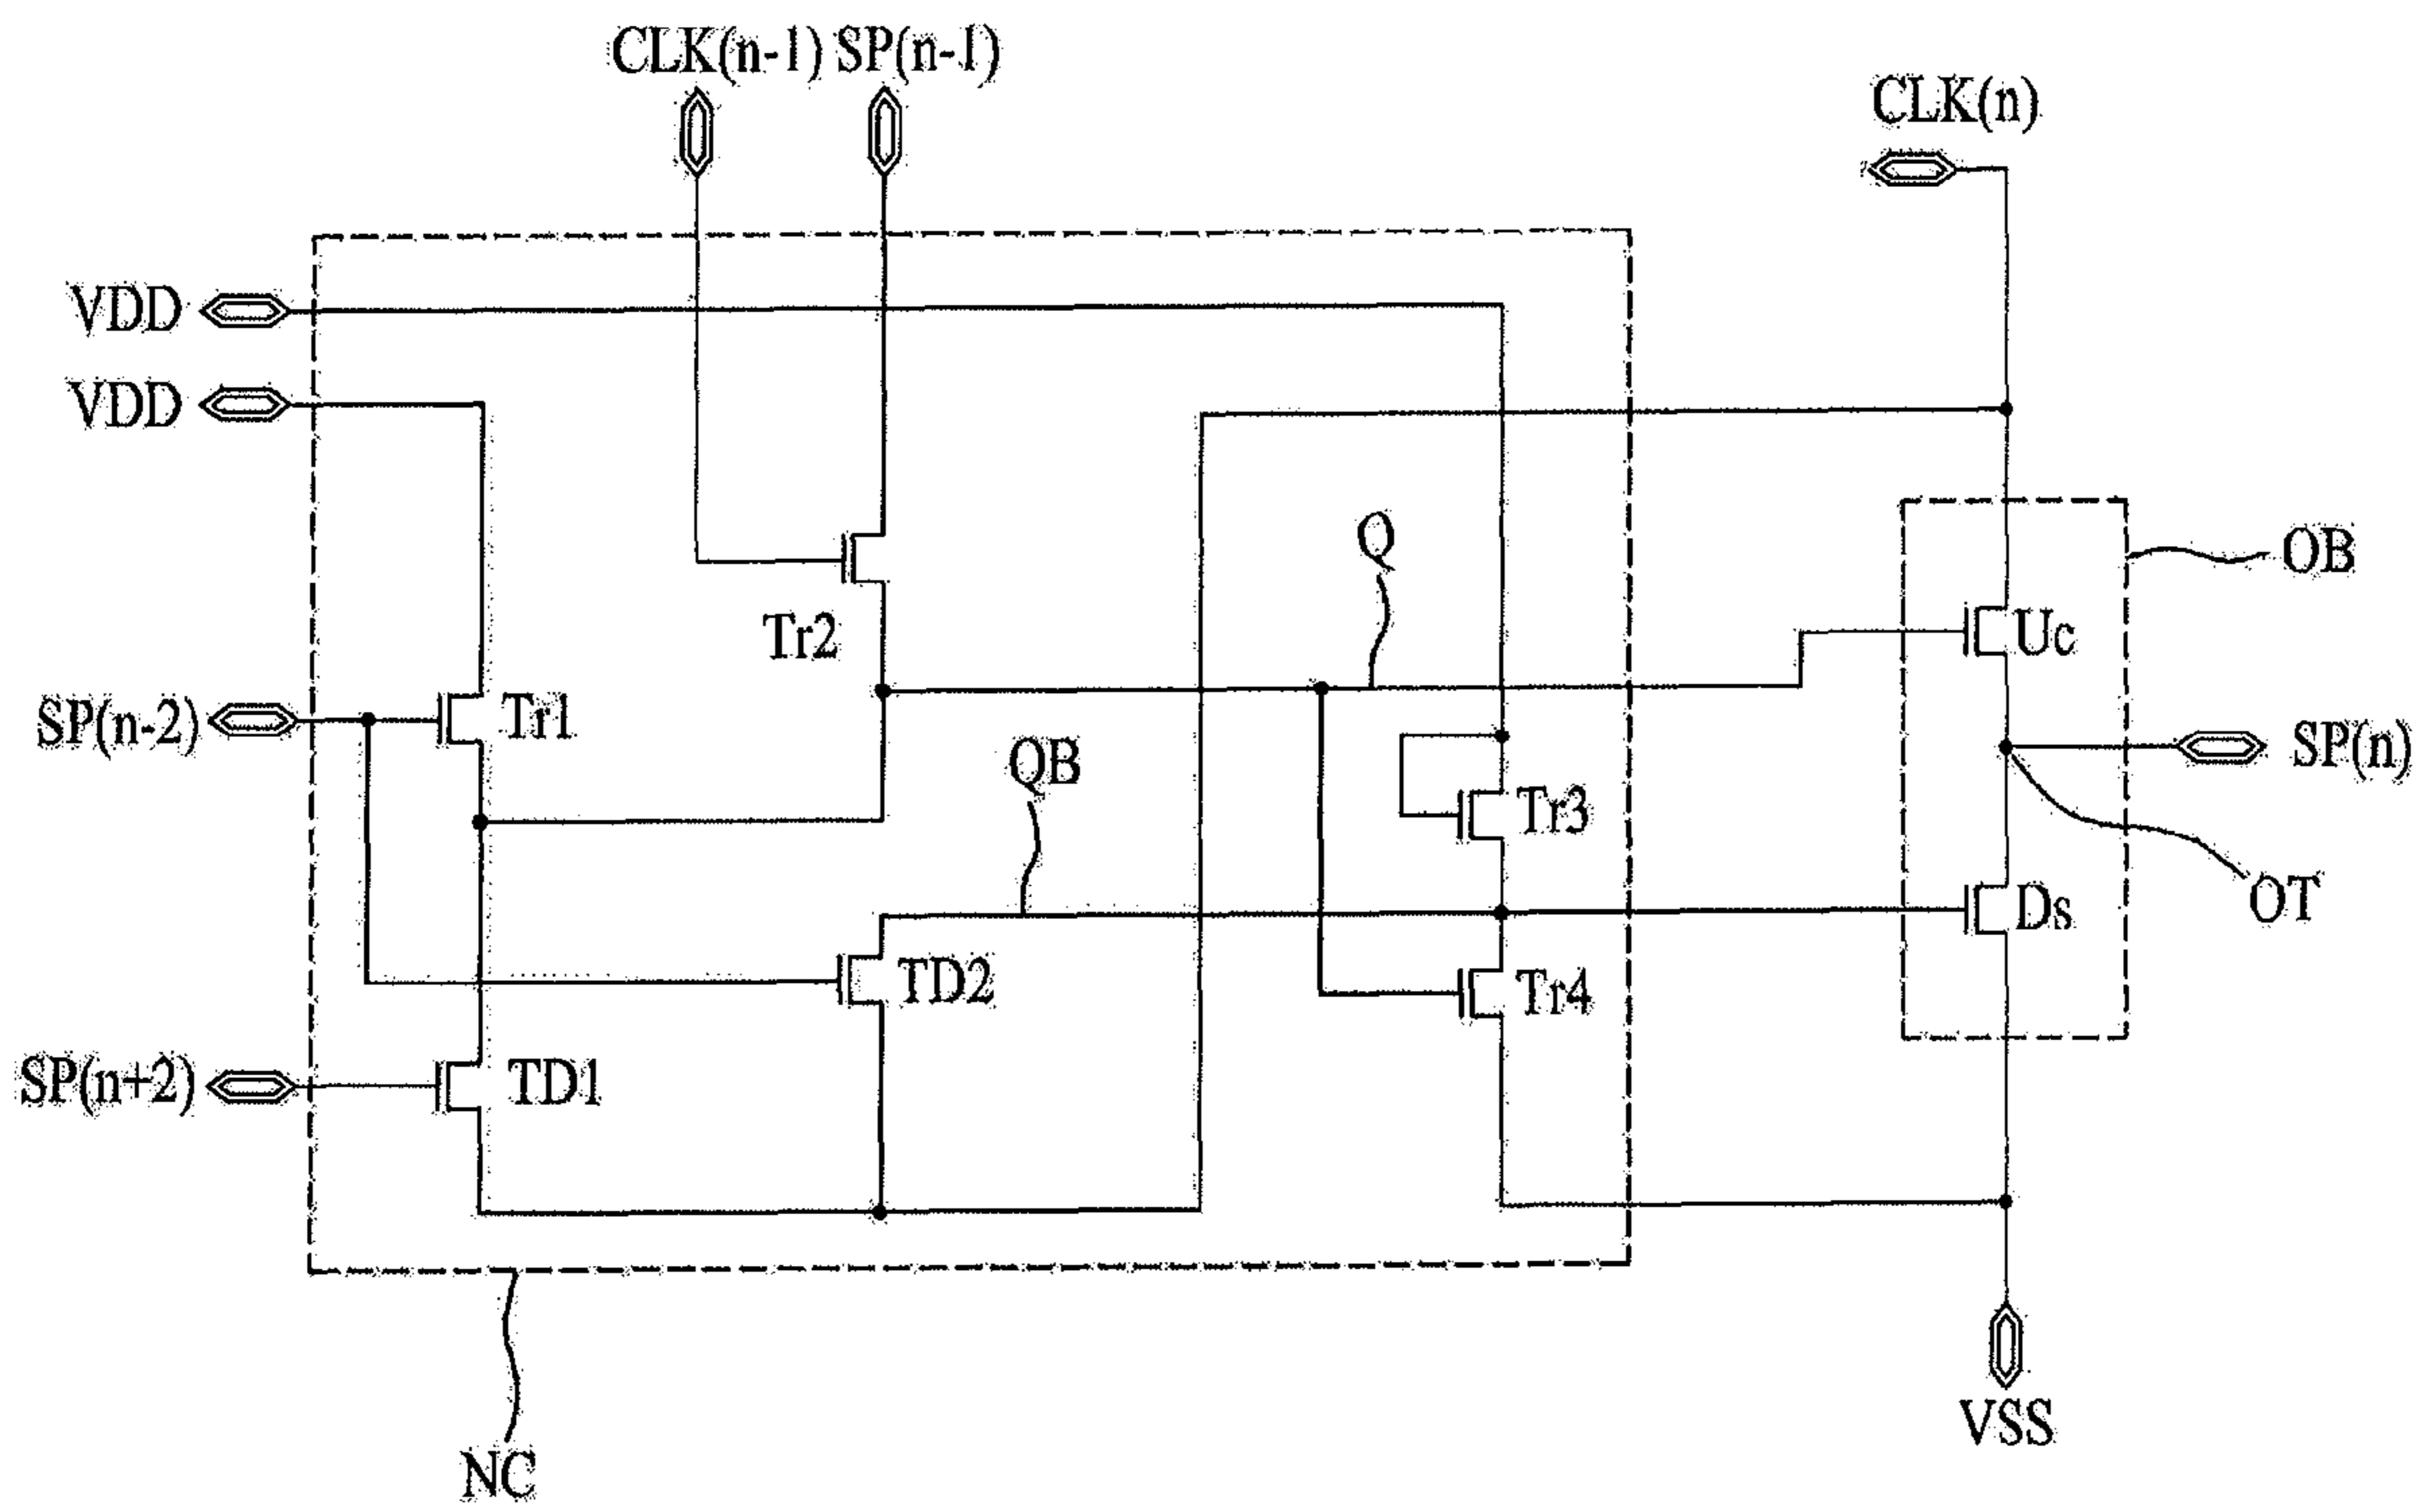 CLK(n-1) SP(n-1)
CLK(n)
VDD
VDD
Q
OB
Tr2
Uc
SP(n-2)
Tr1
QB
SP(n)
Tr3
OT
Ds
TD2
Tr4
SP(n+2)
TD1
VSS
NC